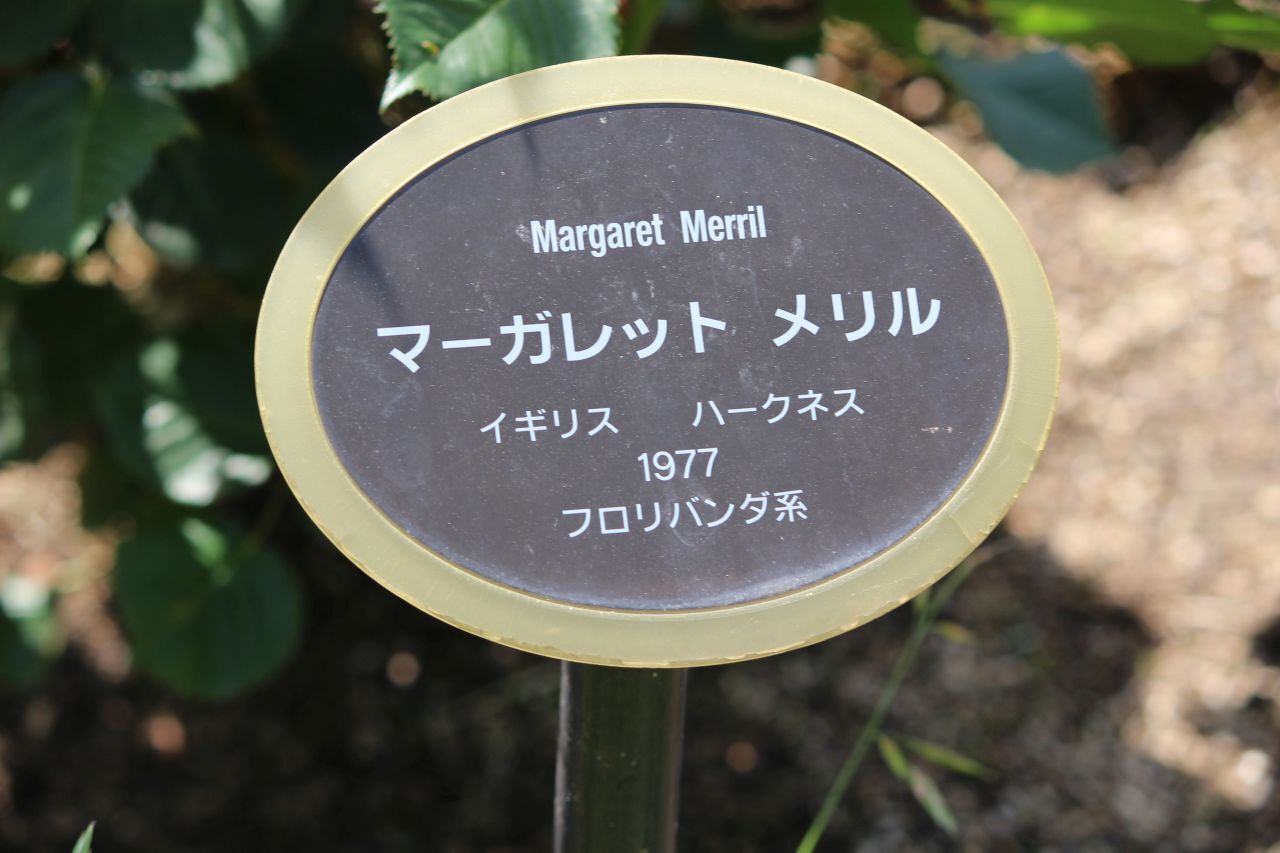 Margaret Merril
マーガレット メリル
イギリス　ハークネス
1977
フロリバンダ系